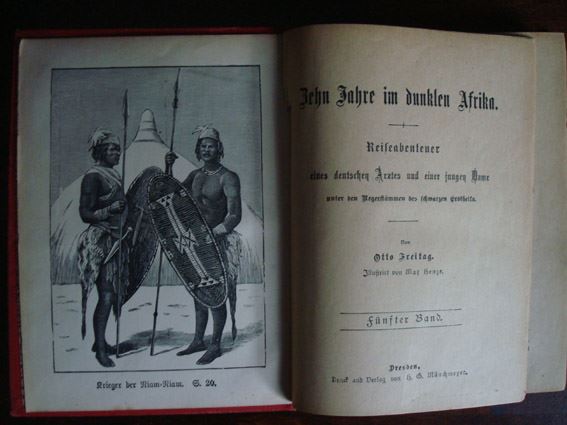 Krieger der Niam-Niam. S. 20.
Zehn Jahre im dunklen Afrika.
Reiseabenteuer
eines deutschen Arztes und einer jungen Dame
unter den Negerstämmen des schwarzen Erdtheils.
Von
Otto Freitag.
Illustrirt von Max Henze.
Fünfter Band.
Dresden.
Druck und Verlag von H. G. Münchmeyer.